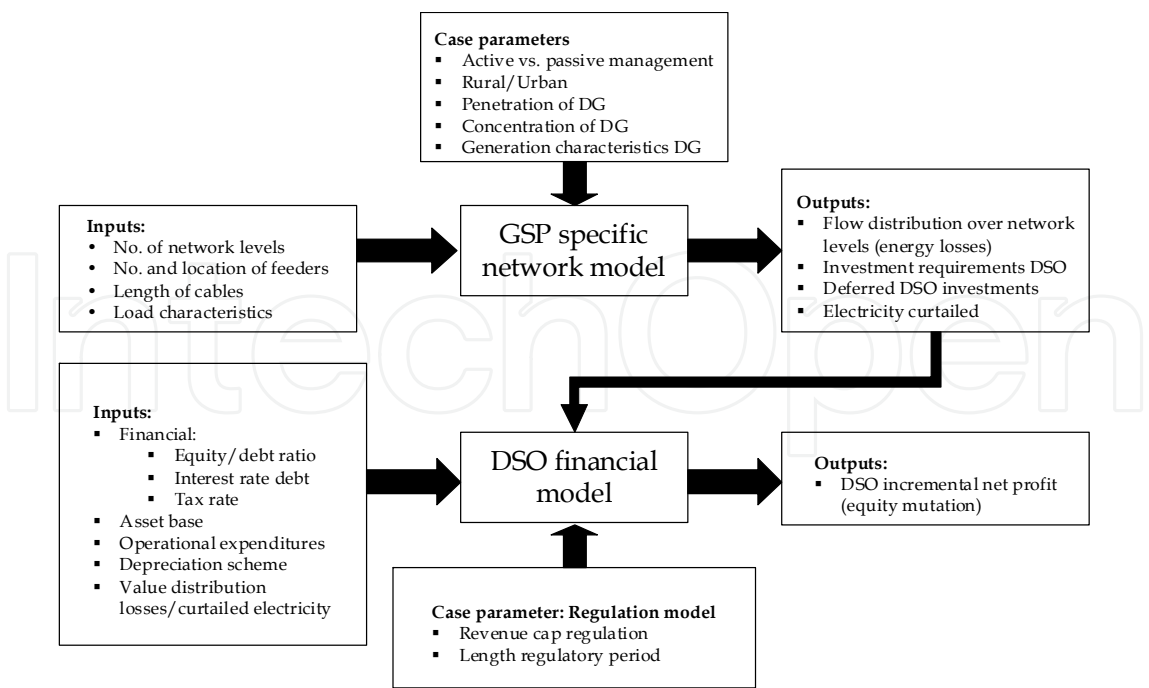 Case parameters
▪ Active vs. passive management
▪ Rural/Urban
▪ Penetration of DG
▪ Concentration of DG
▪ Generation characteristics DG
Inputs:
• No. of network levels
• No. and location of feeders
• Length of cables
• Load characteristics
GSP specific
network model
Outputs:
▪ Flow distribution over network
levels (energy losses)
▪ Investment requirements DSO
▪ Deferred DSO investments
▪ Electricity curtailed
Inputs:
▪ Financial:
▪ Equity/debt ratio
▪ Interest rate debt
▪ Tax rate
▪ Asset base
▪ Operational expenditures
▪ Depreciation scheme
▪ Value distribution
losses/curtailed electricity
DSO financial
model
Outputs:
▪ DSO incremental net profit
(equity mutation)
Case parameter: Regulation model
▪ Revenue cap regulation
▪ Length regulatory period
IntechOpen